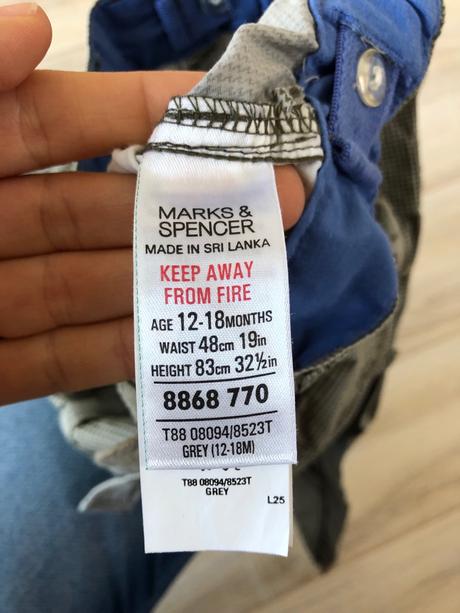 MARKS &
SPENCER
MADE IN SRI LANKA
KEEP AWAY
FROM FIRE
AGE 12-18MONTHS
WAIST 48cm 19in
HEIGHT 83cm 32½in
8868 770
T88 08094/8523T
GREY (12-18M)
T88 08094/8523T
GREY
L25